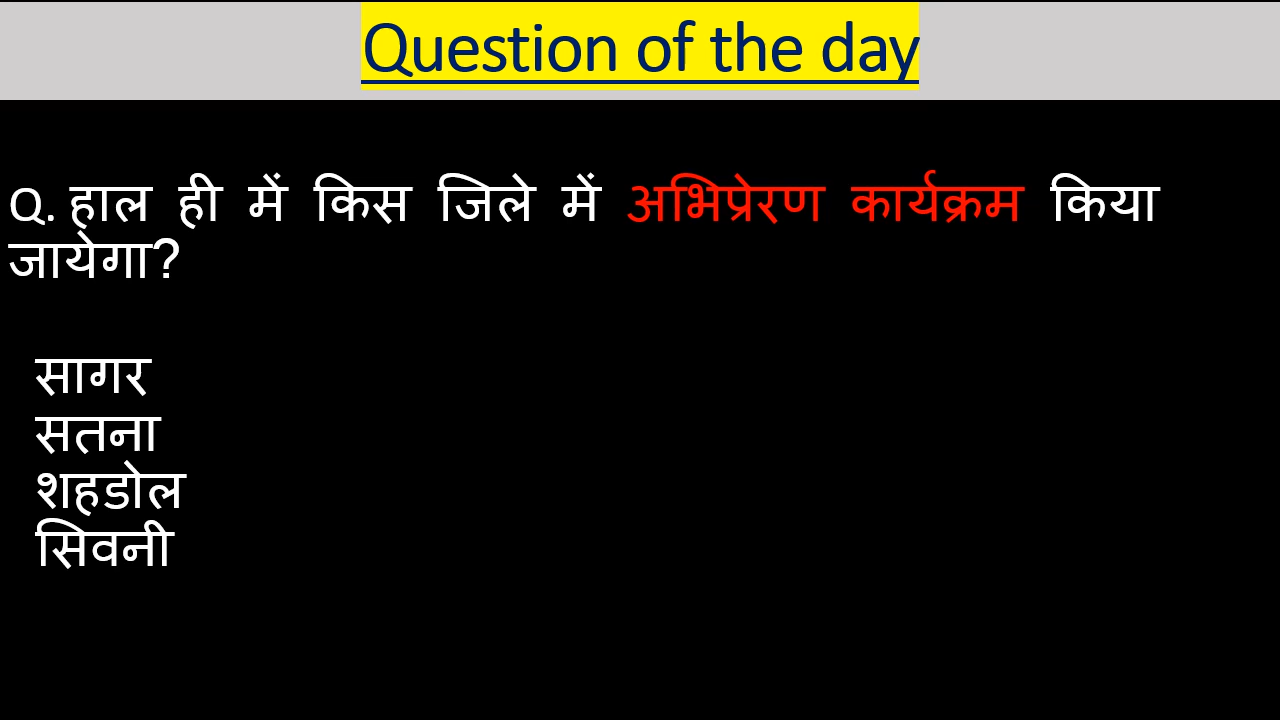 Question of the day
Q. हाल ही में किस जिले में अभिप्रेरण कार्यक्रम किया
जायेगा?
सागर
सतना
शहडोल
सिवनी